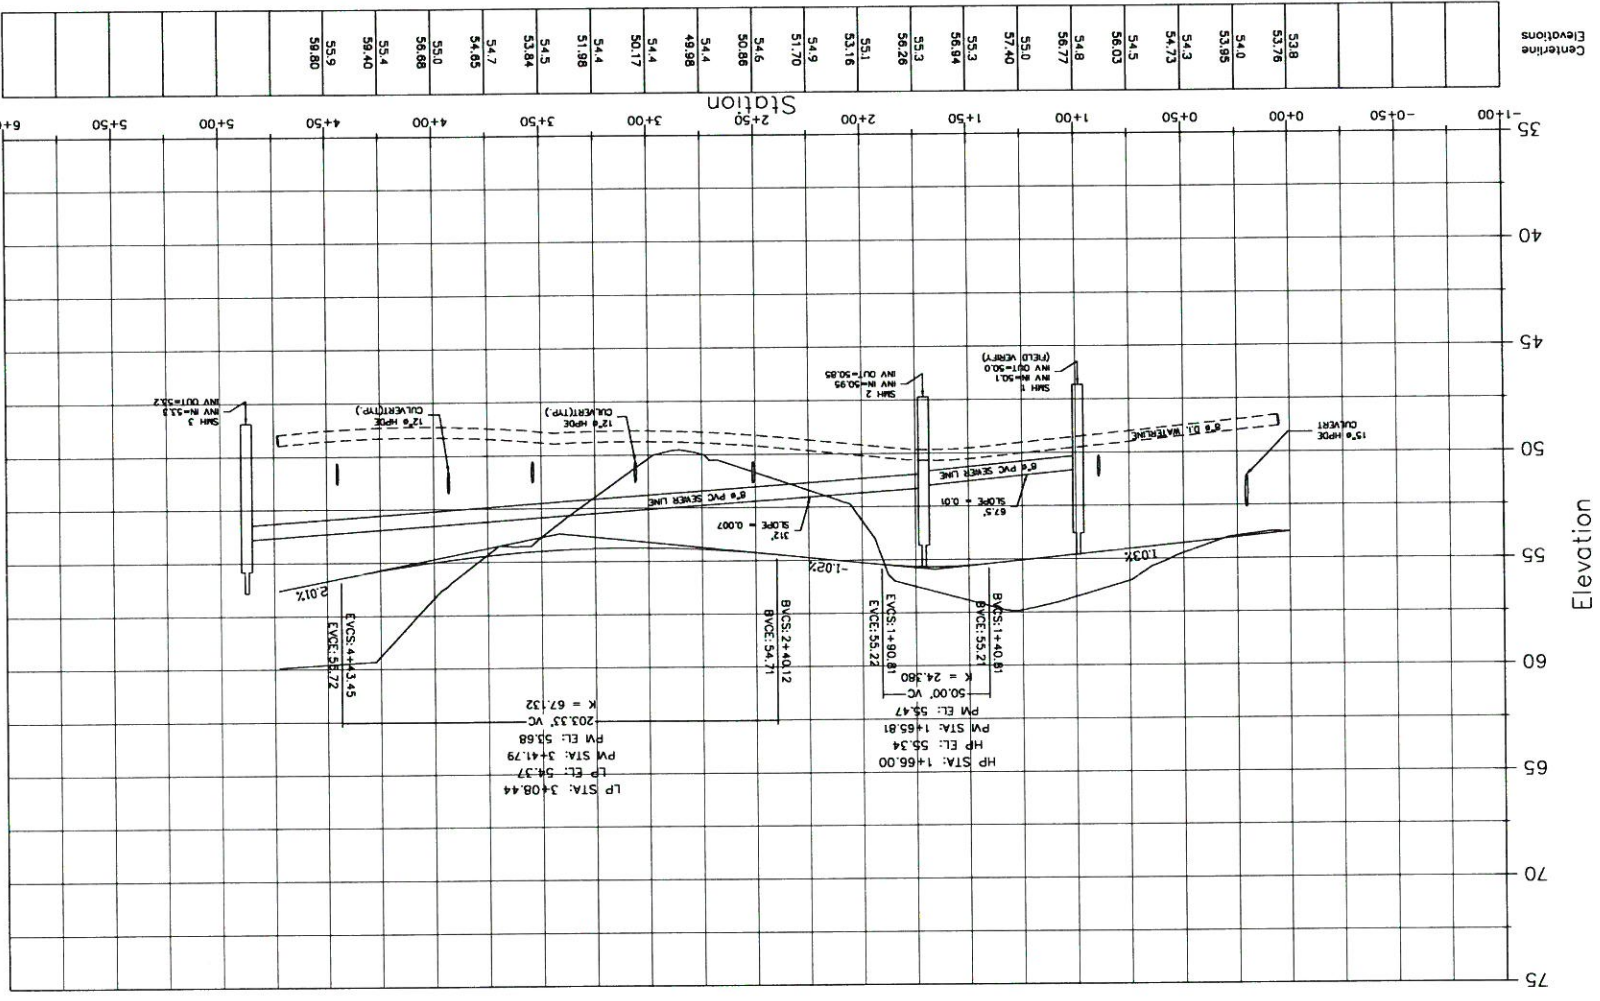 75
70
65
60
55
50
45
40
35
Elevation
HP STA: 1+66.00
HP EL: 55.34
PVI STA: 1+65.81
PVI EL: 55.47
50.00' VC
K = 24.380
BVCS: 1+40.81
BVCE: 55.21
EVCS: 1+90.81
EVCE: 55.22
LP STA: 3+08.44
LP EL: 54.37
PVI STA: 3+41.79
PVI EL: 53.68
203.33' VC
K = 67.132
BVCS: 2+40.12
BVCE: 54.71
EVCS: 4+43.45
EVCE: 55.72
1.03%
-1.02%
2.01%
67.5'
SLOPE = 0.01
8"ø PVC SEWER LINE
312'
SLOPE = 0.007
8"ø PVC SEWER LINE
15"ø HPDE
CULVERT
8"ø D.I. WATERLINE
12"ø HPDE
CULVERT(TYP.)
12"ø HPDE
CULVERT(TYP.)
SMH 1
INV IN=50.1
INV OUT=50.0
(FIELD VERIFY)
SMH 2
INV IN=50.95
INV OUT=50.85
SMH 3
INV IN=53.3
INV OUT=53.2
-1+00
-0+50
0+00
0+50
1+00
1+50
2+00
2+50
3+00
3+50
4+00
4+50
5+00
5+50
6+
Station
Centerline
Elevations
53.8
53.76
54.0
53.95
54.3
54.73
54.5
56.03
54.8
56.77
55.0
57.40
55.3
56.94
55.3
56.26
55.1
53.16
54.9
51.70
54.6
50.86
54.4
49.98
54.4
50.17
54.4
51.98
54.5
53.84
54.7
54.65
55.0
56.68
55.4
59.40
55.9
59.80